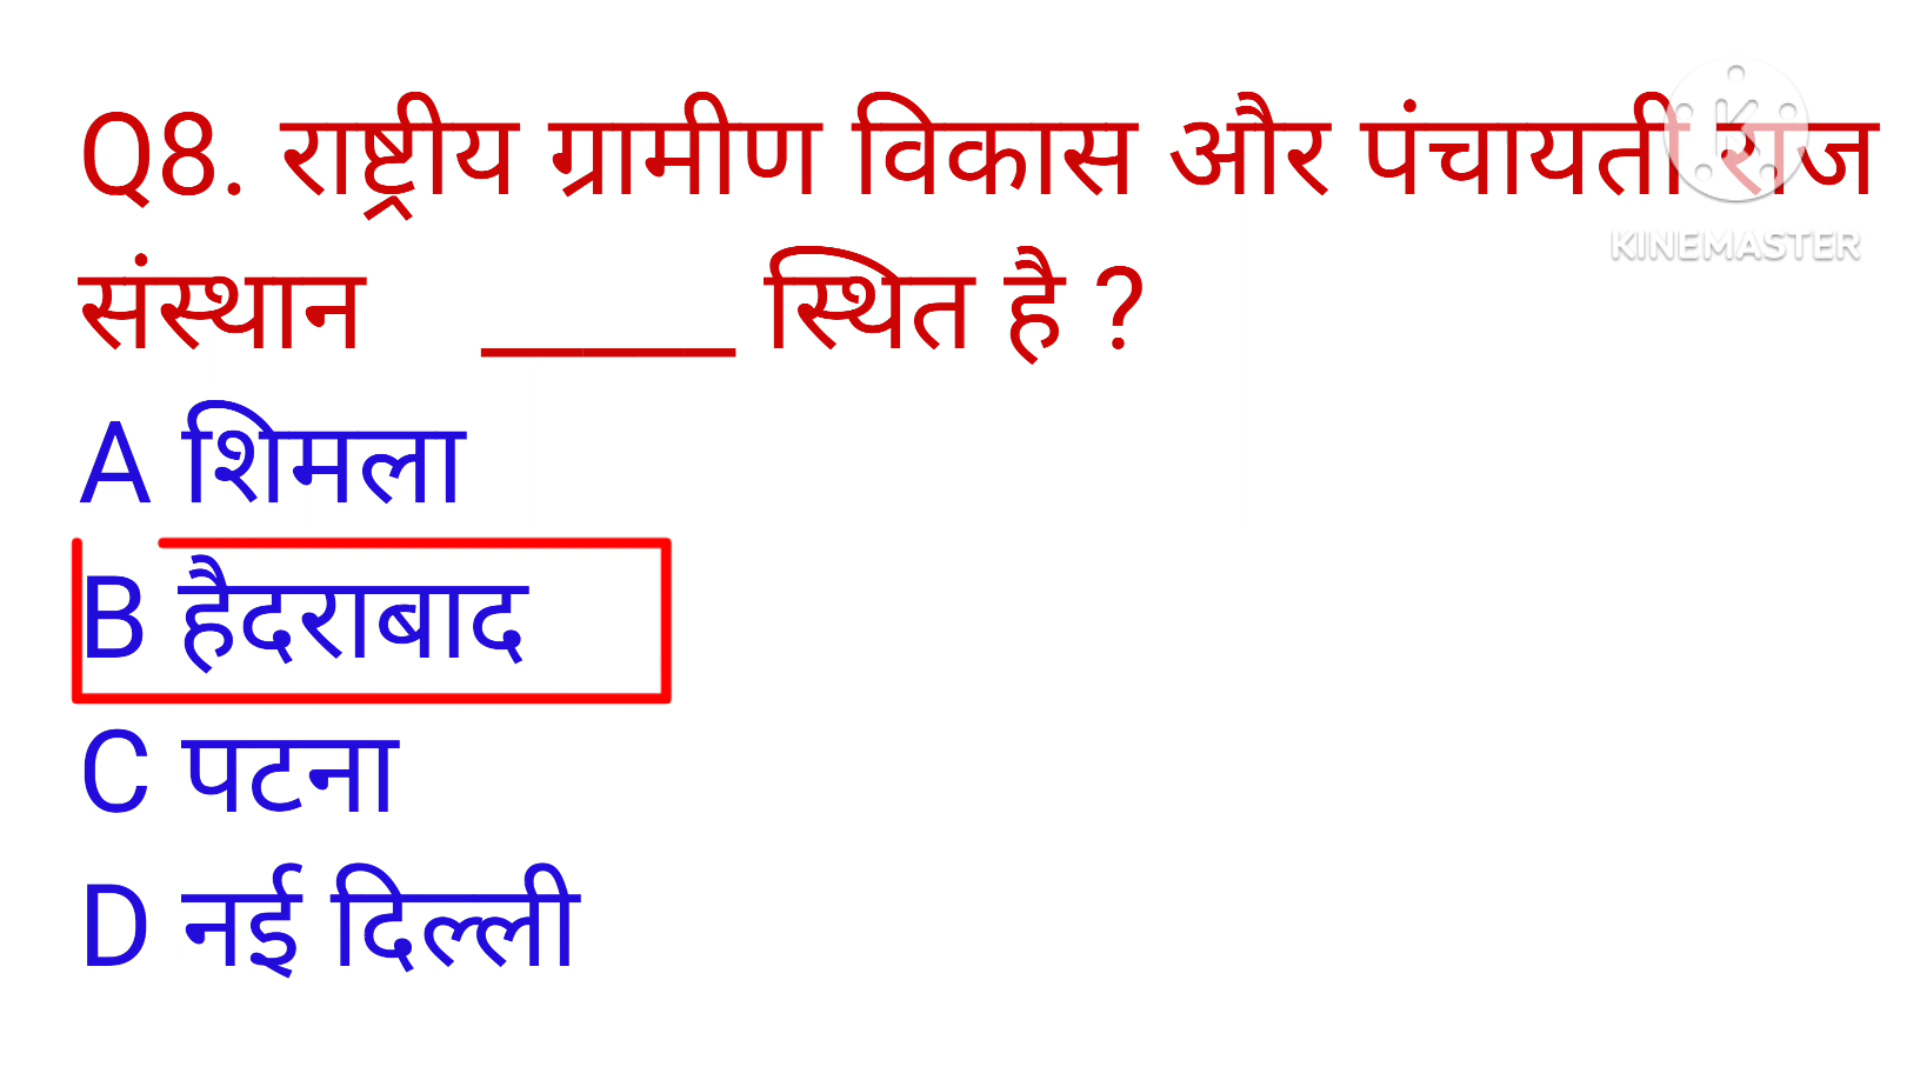 Q8. राष्ट्रीय ग्रामीण विकास और पंचायती राज
संस्थान _____ स्थित है ?
A शिमला
B हैदराबाद
C पटना
D नई दिल्ली
KINEMASTER